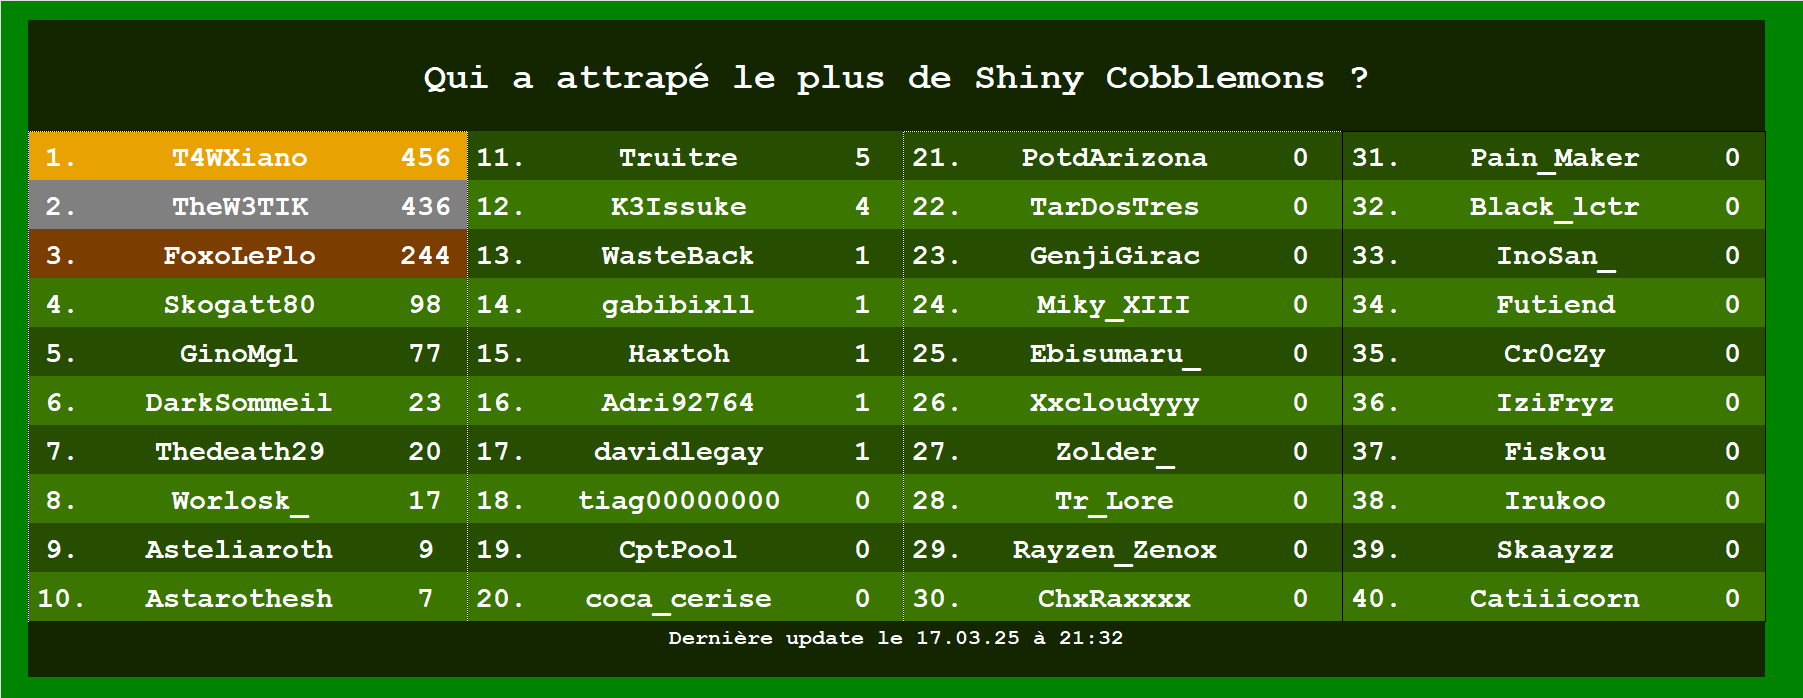 Qui a attrapé le plus de Shiny Cobblemons ?
1. T4WXiano 456 11. Truitre 5 21. PotdArizona 0 31. Pain_Maker 0
2. TheW3TIK 436 12. K3Issuke 4 22. TarDosTres 0 32. Black_lctr 0
3. FoxoLePlo 244 13. WasteBack 1 23. GenjiGirac 0 33. InoSan_ 0
4. Skogatt80 98 14. gabibixll 1 24. Miky_XIII 0 34. Futiend 0
5. GinoMgl 77 15. Haxtoh 1 25. Ebisumaru_ 0 35. Cr0cZy 0
6. DarkSommeil 23 16. Adri92764 1 26. Xxcloudyyy 0 36. IziFryz 0
7. Thedeath29 20 17. davidlegay 1 27. Zolder_ 0 37. Fiskou 0
8. Worlosk_ 17 18. tiag00000000 0 28. Tr_Lore 0 38. Irukoo 0
9. Asteliaroth 9 19. CptPool 0 29. Rayzen_Zenox 0 39. Skaayzz 0
10. Astarothesh 7 20. coca_cerise 0 30. ChxRaxxxx 0 40. Catiiicorn 0
Dernière update le 17.03.25 à 21:32